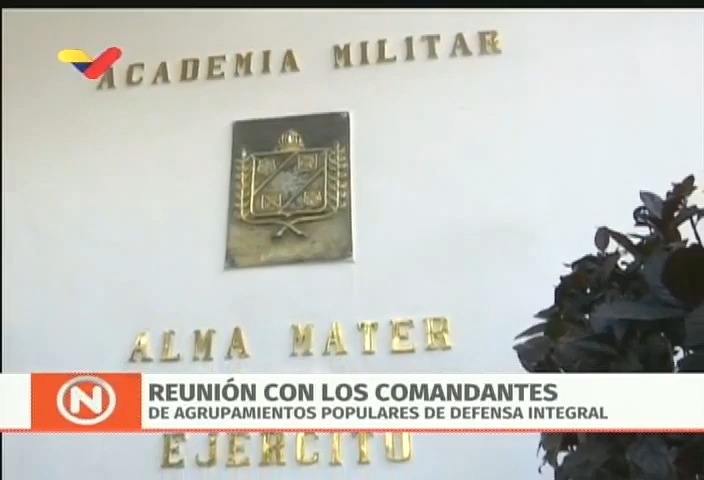 ACADEMIA MILITAR
ALMA MATER
N
REUNIÓN CON LOS COMANDANTES
DE AGRUPAMIENTOS POPULARES DE DEFENSA INTEGRAL
EJERCITO